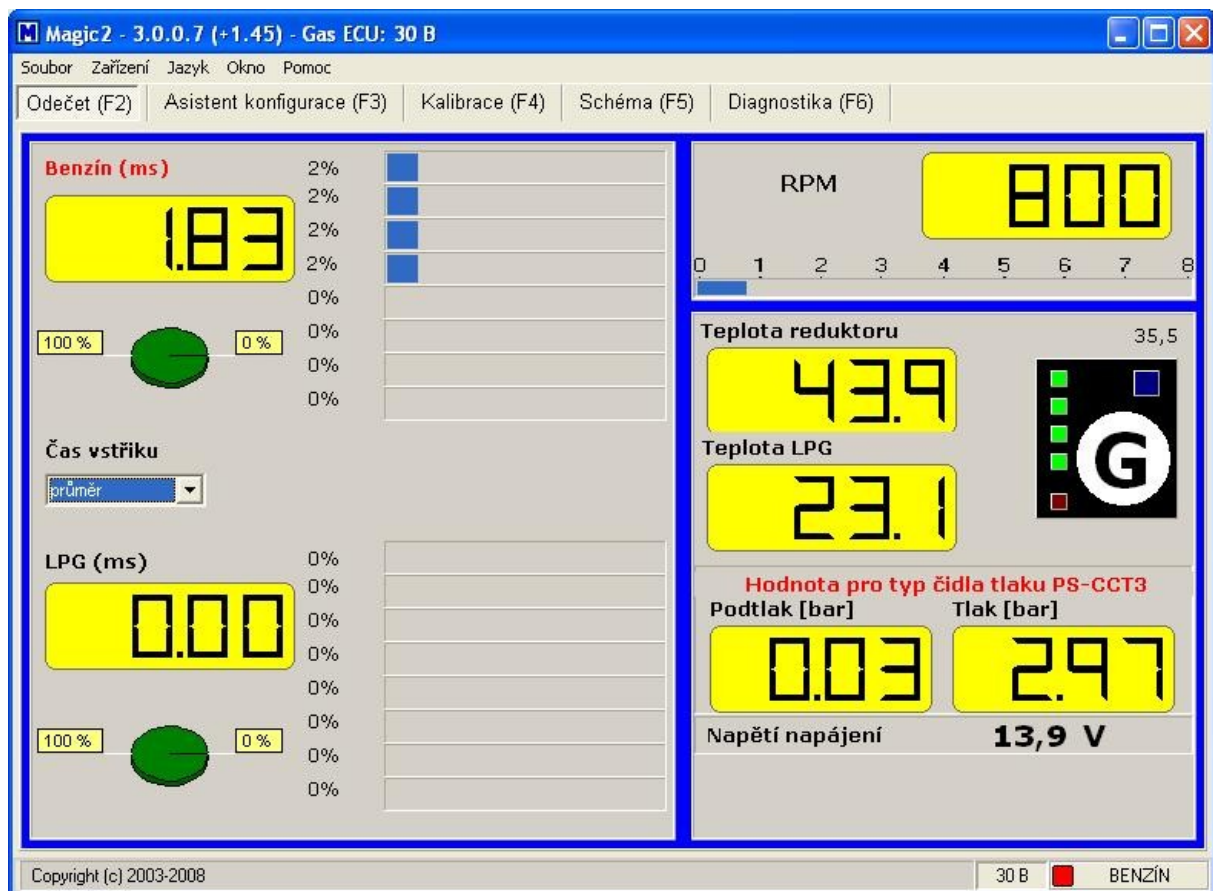 Magic2 - 3.0.0.7 (+1.45) - Gas ECU: 30 B
Soubor Zařízení Jazyk Okno Pomoc
Odečet (F2) Asistent konfigurace (F3) Kalibrace (F4) Schéma (F5) Diagnostika (F6)
Benzín (ms)
1.83
2%
2%
2%
2%
0%
0%
0%
0%
100 %
0 %
Čas vstřiku
průměr
LPG (ms)
0.00
0%
0%
0%
0%
0%
0%
0%
0%
100 %
0 %
RPM
800
0 1 2 3 4 5 6 7 8
Teplota reduktoru
35,5
43.9
G
Teplota LPG
23.1
Hodnota pro typ čidla tlaku PS-CCT3
Podtlak [bar] Tlak [bar]
0.03 2.97
Napětí napájení 13,9 V
Copyright (c) 2003-2008 30 B BENZÍN